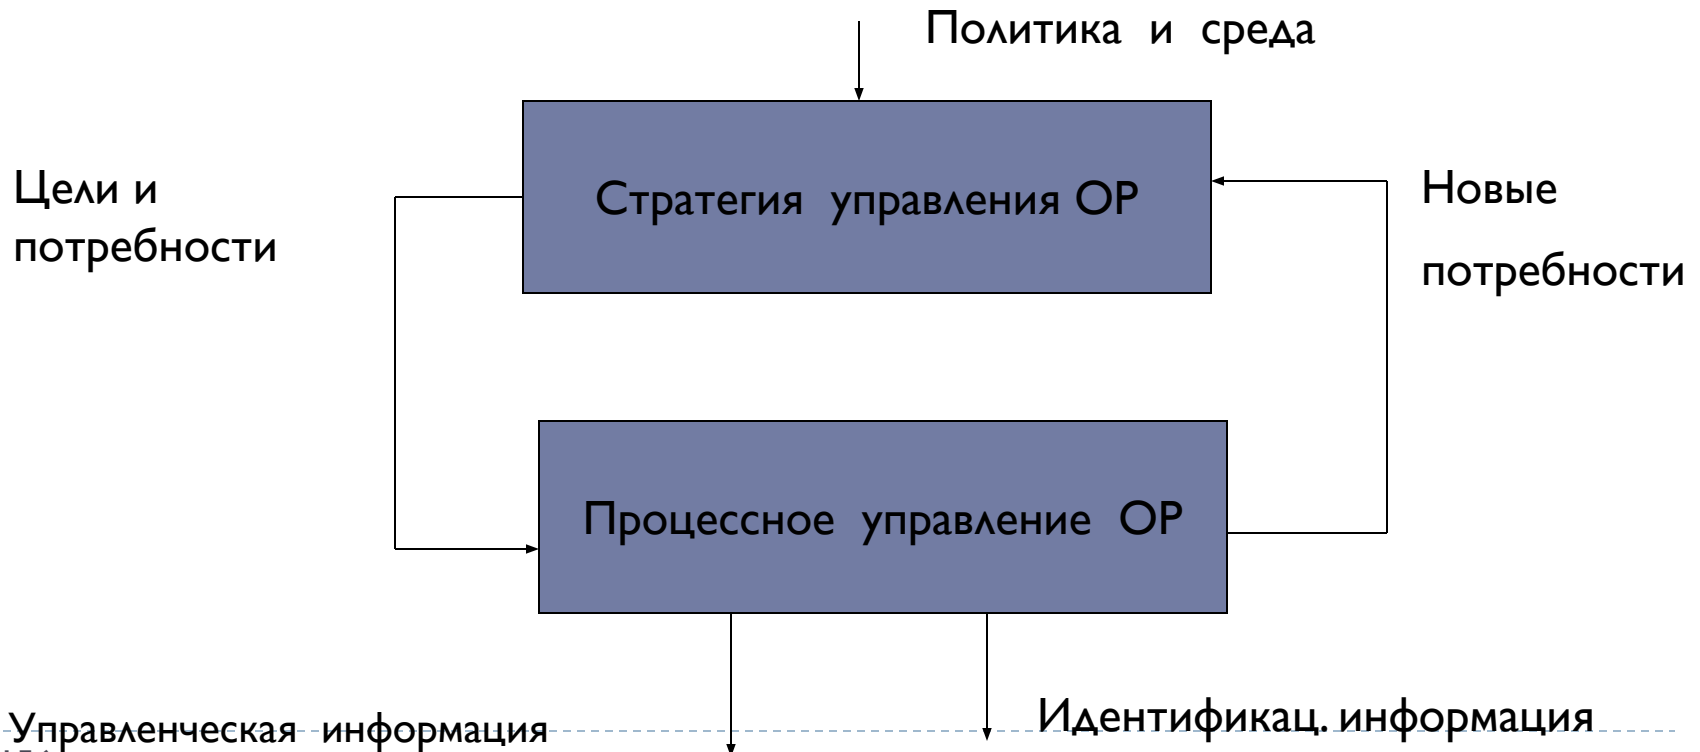 Политика и среда
Цели и
потребности
Стратегия управления ОР
Новые
потребности
Процессное управление ОР
Управленческая информация
Идентификац. информация